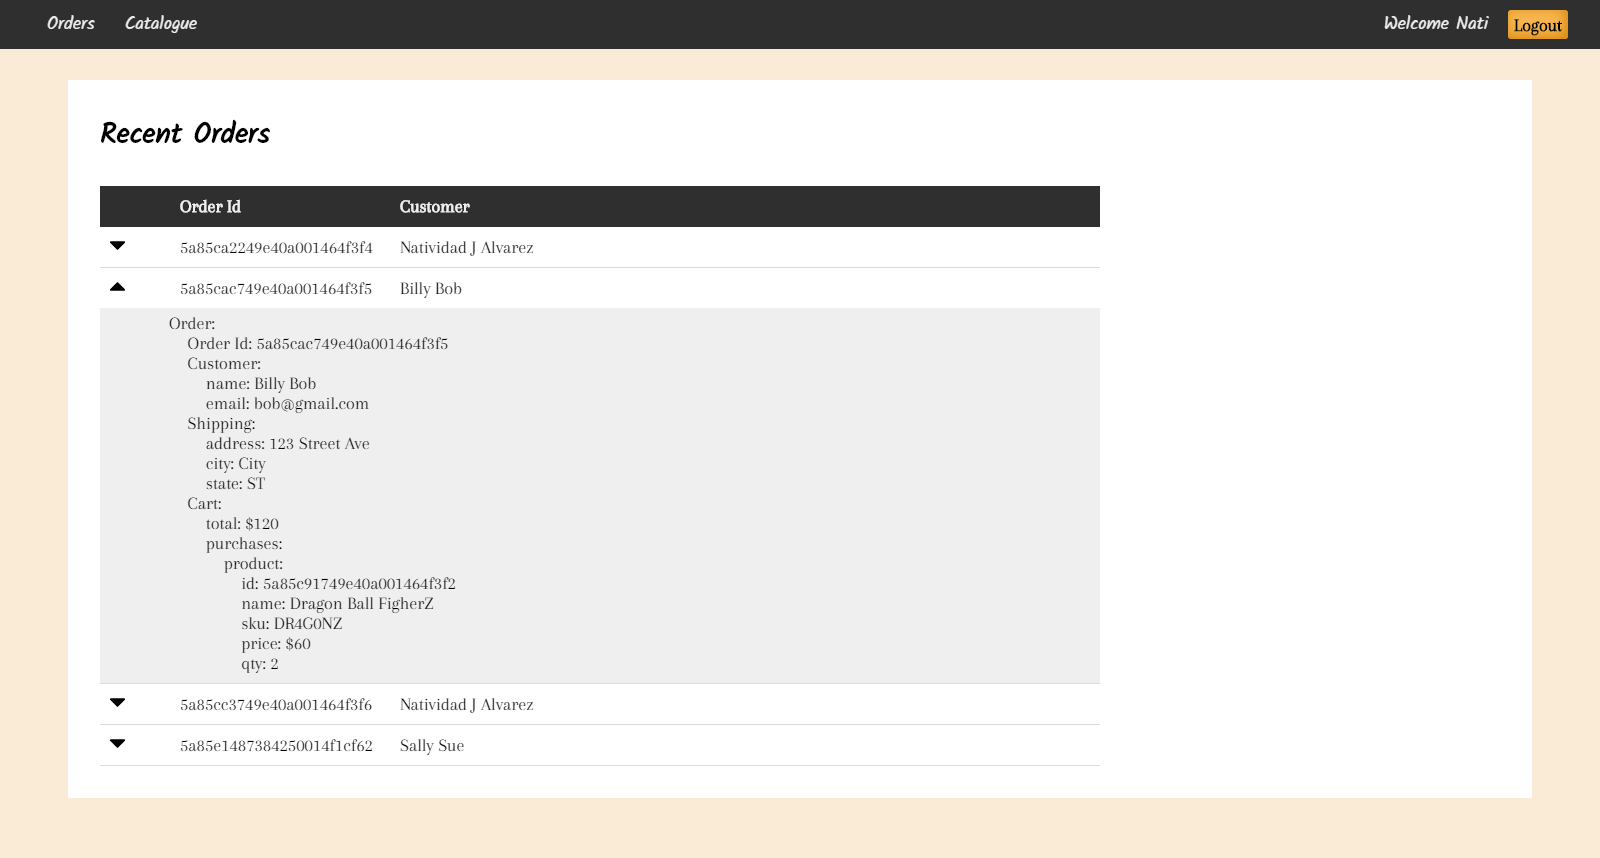 Orders Catalogue Welcome Nati Logout
Recent Orders
Order Id Customer
5a85ca2249e40a001464f3f4 Natividad J Alvarez
5a85cac749e40a001464f3f5 Billy Bob
Order:
Order Id: 5a85cac749e40a001464f3f5
Customer:
name: Billy Bob
email: bob@gmail.com
Shipping:
address: 123 Street Ave
city: City
state: ST
Cart:
total: $120
purchases:
product:
id: 5a85c91749e40a001464f3f2
name: Dragon Ball FigherZ
sku: DR4G0NZ
price: $60
qty: 2
5a85cc3749e40a001464f3f6 Natividad J Alvarez
5a85e1487384250014f1cf62 Sally Sue